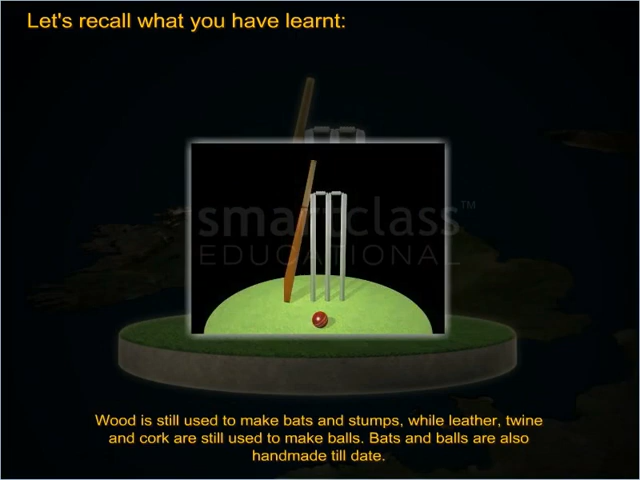 Let's recall what you have learnt:
smartclass™
EDUCATIONAL
Wood is still used to make bats and stumps, while leather, twine
and cork are still used to make balls. Bats and balls are also
handmade till date.